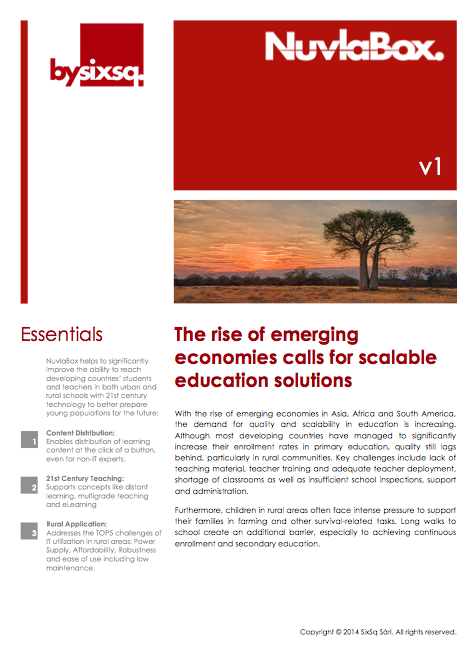 bysixsq.
NuvlaBox.
v1
Essentials
NuvlaBox helps to significantly
improve the ability to reach
developing countries' students
and teachers in both urban and
rural schools with 21st century
technology to better prepare
young populations for the future:
1
Content Distribution:
Enables distribution of learning
content at the click of a button,
even for non-IT experts.
2
21st Century Teaching:
Supports concepts like distant
learning, multigrade teaching
and eLearning
3
Rural Application:
Addresses the TOP5 challenges of
IT utilization in rural areas: Power
Supply, Affordability, Robustness
and ease of use including low
maintenance.
The rise of emerging
economies calls for scalable
education solutions
With the rise of emerging economies in Asia, Africa and South America,
the demand for quality and scalability in education is increasing.
Although most developing countries have managed to significantly
increase their enrollment rates in primary education, quality still lags
behind, particularly in rural communities. Key challenges include lack of
teaching material, teacher training and adequate teacher deployment,
shortage of classrooms as well as insufficient school inspections, support
and administration.
Furthermore, children in rural areas often face intense pressure to support
their families in farming and other survival-related tasks. Long walks to
school create an additional barrier, especially to achieving continuous
enrollment and secondary education.
Copyright © 2014 SixSq Sàrl. All rights reserved.